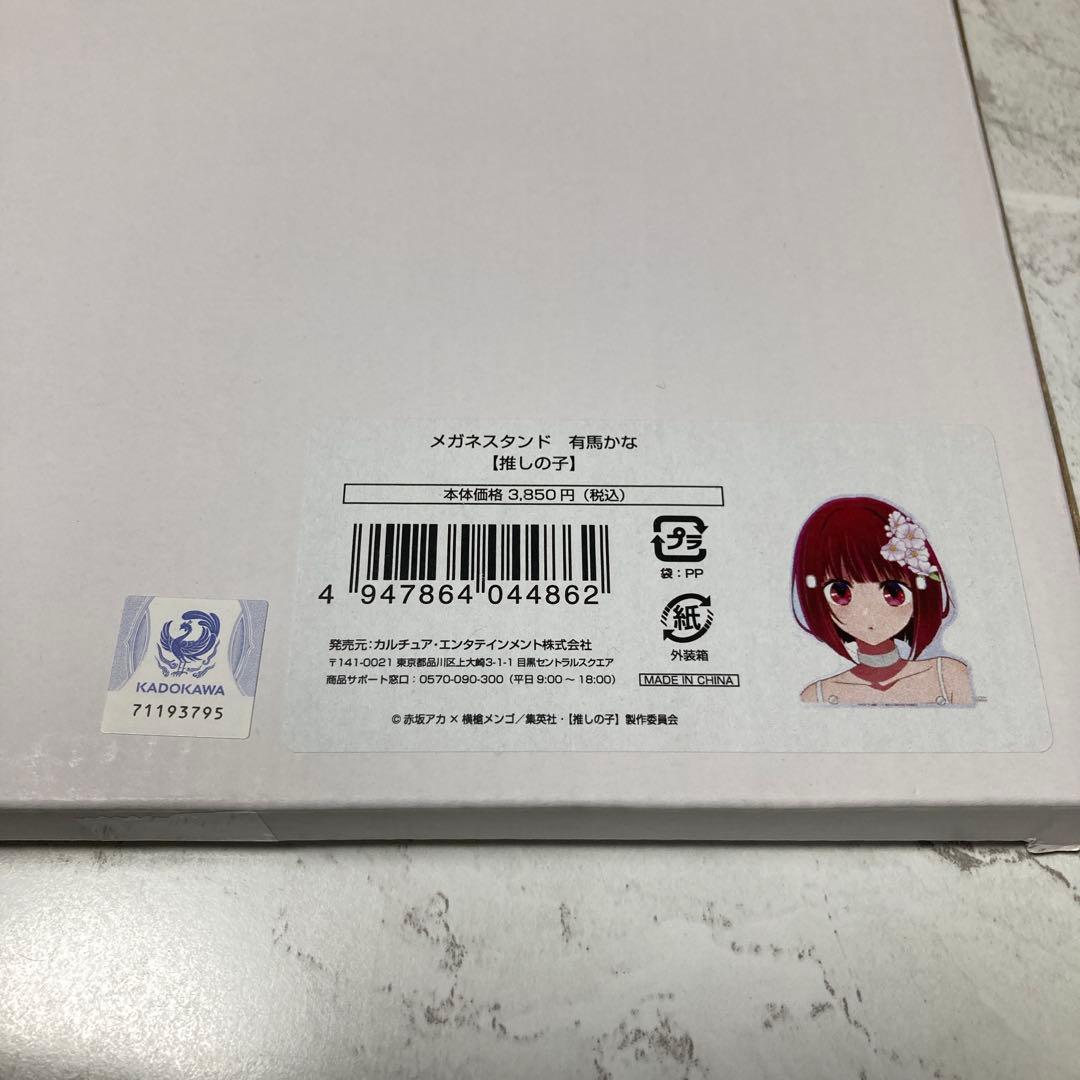 メガネスタンド 有馬かな
【推しの子】
本体価格 3,850円（税込）
4 947864 044862
プラ
袋：PP
紙
外装箱
発売元：カルチュア・エンタテインメント株式会社
〒141-0021 東京都品川区上大崎3-1-1 目黒セントラルスクエア
商品サポート窓口：0570-090-300（平日 9:00～18:00）
MADE IN CHINA
© 赤坂アカ × 横槍メンゴ／集英社・【推しの子】製作委員会
KADOKAWA
71193795